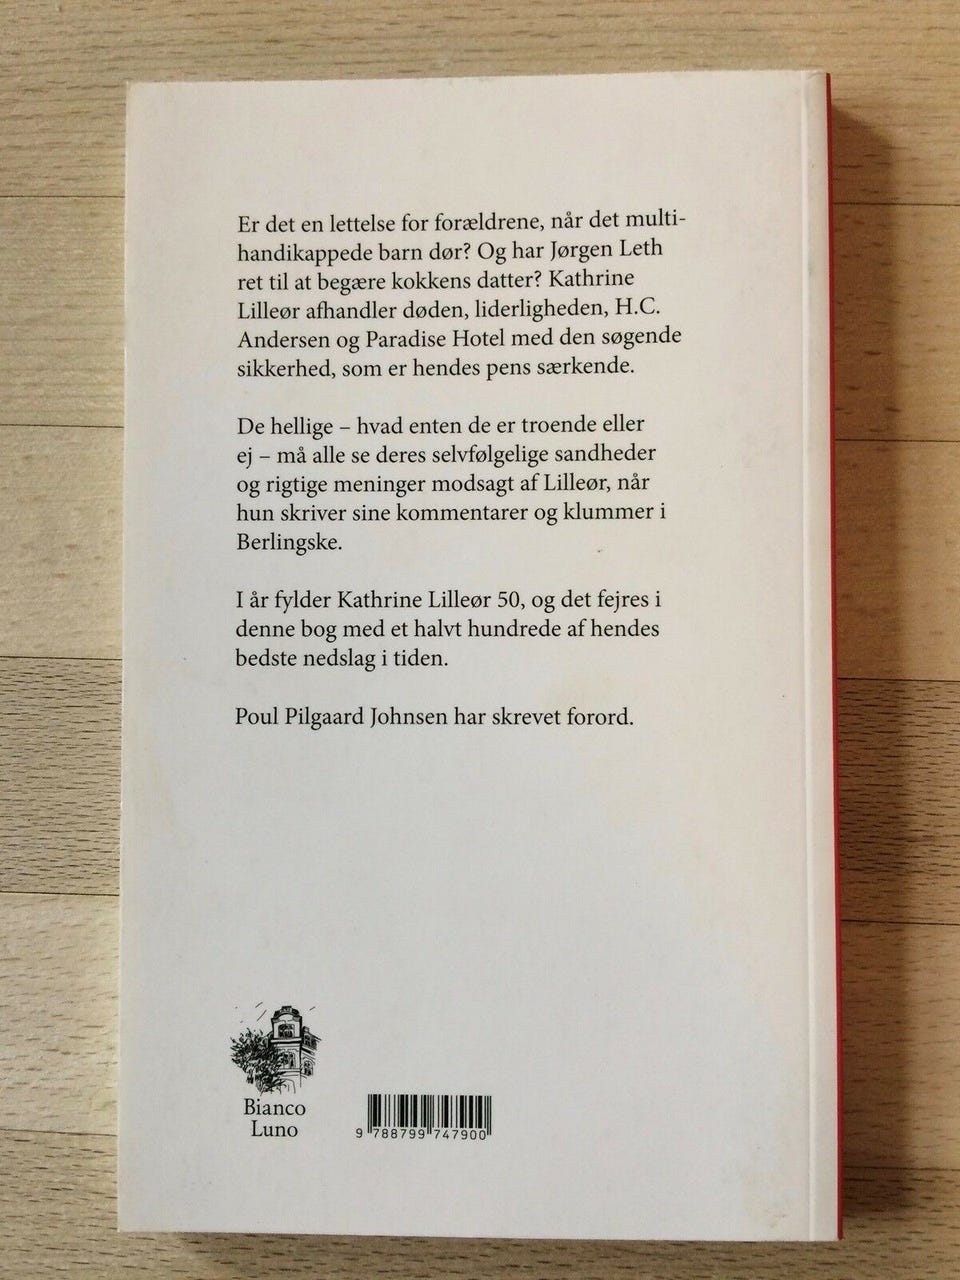 Er det en lettelse for forældrene, når det multi-
handikappede barn dør? Og har Jørgen Leth
ret til at begære kokkens datter? Kathrine
Lilleør afhandler døden, liderligheden, H.C.
Andersen og Paradise Hotel med den søgende
sikkerhed, som er hendes pens særkende.
De hellige – hvad enten de er troende eller
ej – må alle se deres selvfølgelige sandheder
og rigtige meninger modsagt af Lilleør, når
hun skriver sine kommentarer og klummer i
Berlingske.
I år fylder Kathrine Lilleør 50, og det fejres i
denne bog med et halvt hundrede af hendes
bedste nedslag i tiden.
Poul Pilgaard Johnsen har skrevet forord.
Bianco
Luno
9 788799 747900